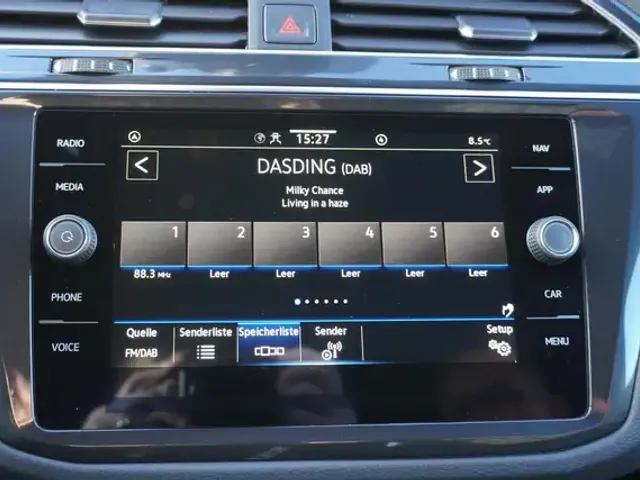 RADIO
MEDIA
PHONE
VOICE
15:27
8.5°C
DASDING (DAB)
Milky Chance
Living in a haze
1 2 3 4 5 6
88.3 MHz Leer Leer Leer Leer Leer
Quelle Senderliste Speicherliste Sender Setup
FM/DAB
NAV
APP
CAR
MENU